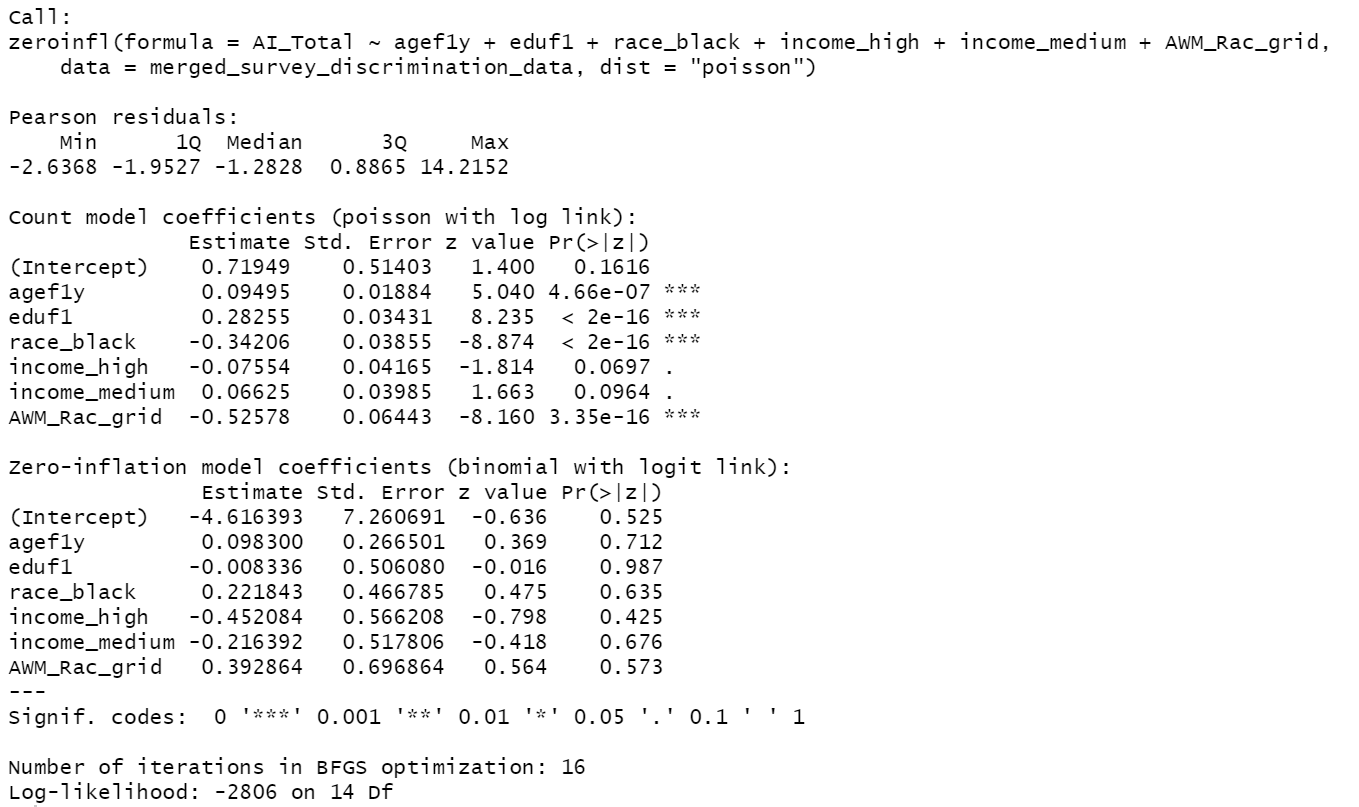 Call:
zeroinfl(formula = AI_Total ~ agef1y + eduf1 + race_black + income_high + income_medium + AWM_Rac_grid,
    data = merged_survey_discrimination_data, dist = "poisson")

Pearson residuals:
    Min      1Q  Median      3Q     Max
-2.6368 -1.9527 -1.2828  0.8865 14.2152

Count model coefficients (poisson with log link):
              Estimate Std. Error z value Pr(>|z|)
(Intercept)    0.71949    0.51403   1.400   0.1616
agef1y         0.09495    0.01884   5.040 4.66e-07 ***
eduf1          0.28255    0.03431   8.235  < 2e-16 ***
race_black    -0.34206    0.03855  -8.874  < 2e-16 ***
income_high   -0.07554    0.04165  -1.814   0.0697 .
income_medium  0.06625    0.03985   1.663   0.0964 .
AWM_Rac_grid  -0.52578    0.06443  -8.160 3.35e-16 ***

Zero-inflation model coefficients (binomial with logit link):
               Estimate Std. Error z value Pr(>|z|)
(Intercept)   -4.616393   7.260691  -0.636    0.525
agef1y         0.098300   0.266501   0.369    0.712
eduf1         -0.008336   0.506080  -0.016    0.987
race_black     0.221843   0.466785   0.475    0.635
income_high   -0.452084   0.566208  -0.798    0.425
income_medium -0.216392   0.517806  -0.418    0.676
AWM_Rac_grid   0.392864   0.696864   0.564    0.573
---
Signif. codes:  0 '***' 0.001 '**' 0.01 '*' 0.05 '.' 0.1 ' ' 1

Number of iterations in BFGS optimization: 16
Log-likelihood: -2806 on 14 Df